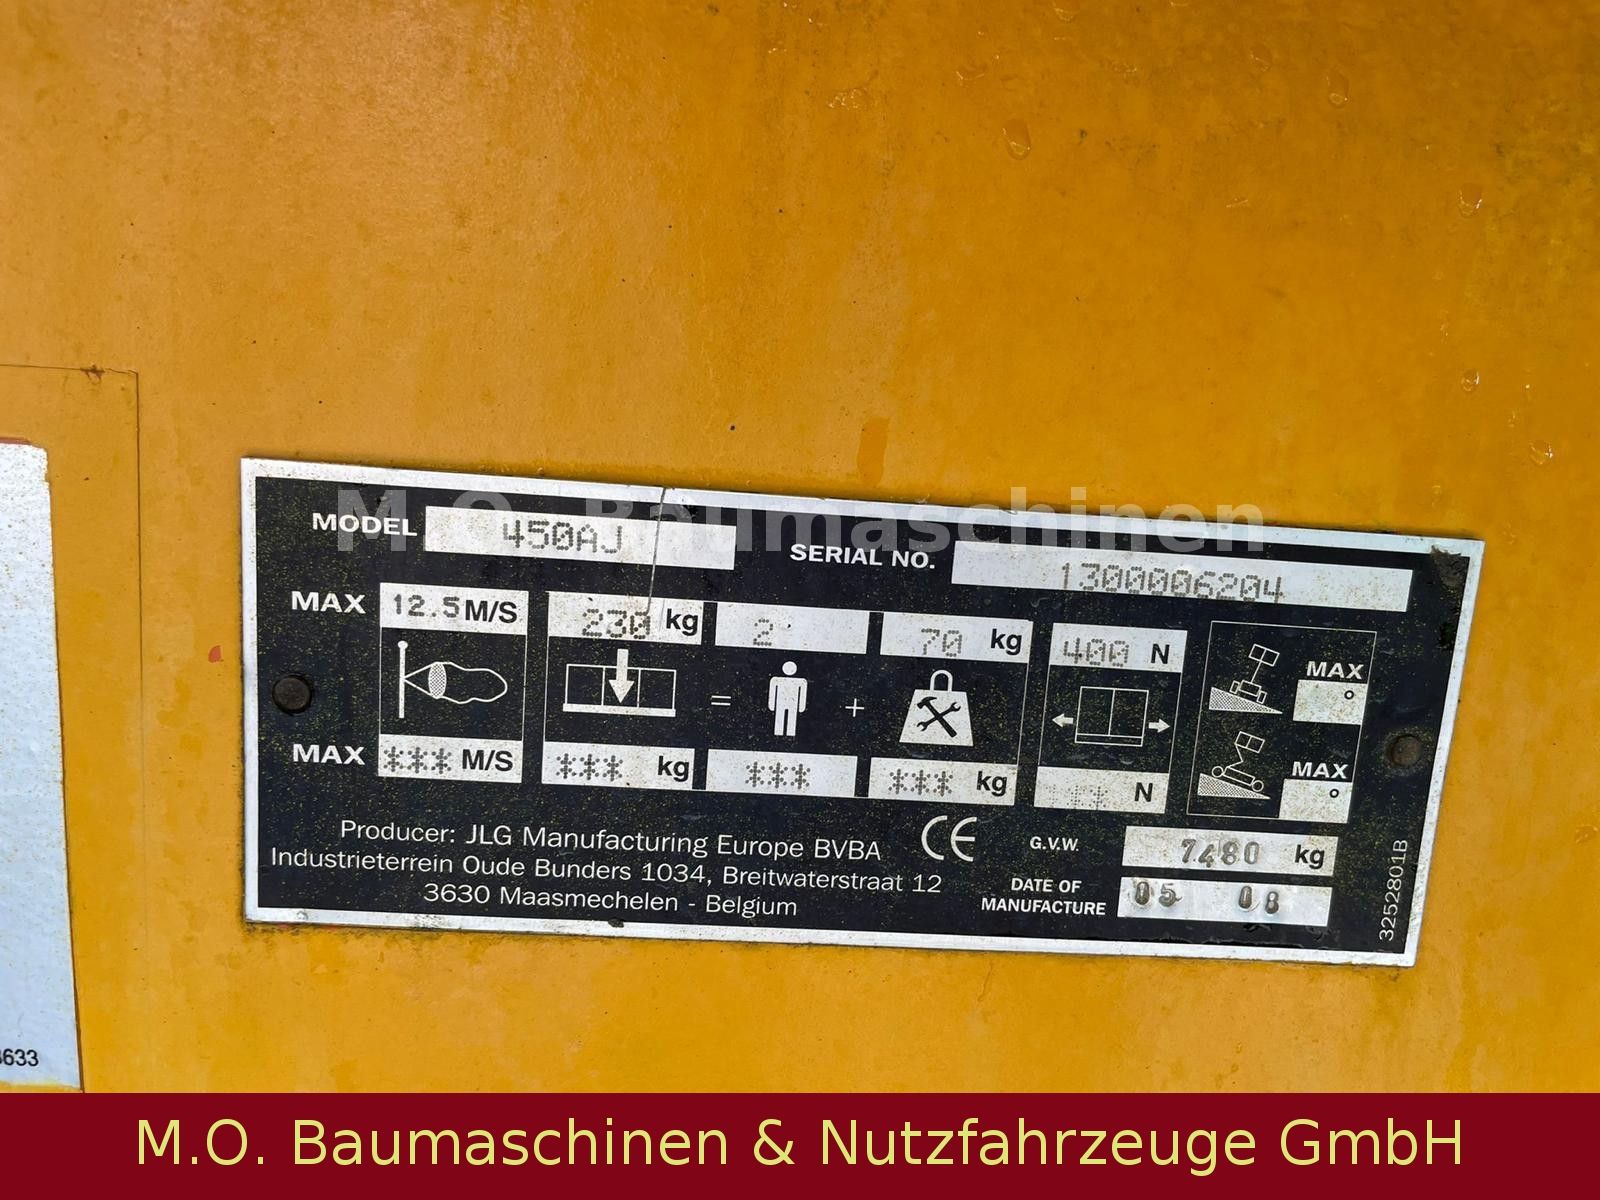 M.O. Baumaschinen
MODEL 450AJ SERIAL NO. 1300006204
MAX 12.5 M/S 230 kg 2 70 kg 400 N
MAX °
= +
MAX °
MAX *** M/S *** kg *** *** kg *** N
Producer: JLG Manufacturing Europe BVBA
Industrieterrein Oude Bunders 1034, Breitwaterstraat 12
3630 Maasmechelen - Belgium
CE
G.V.W. 7480 kg
DATE OF MANUFACTURE 05 08
3252801B
3633
M.O. Baumaschinen & Nutzfahrzeuge GmbH